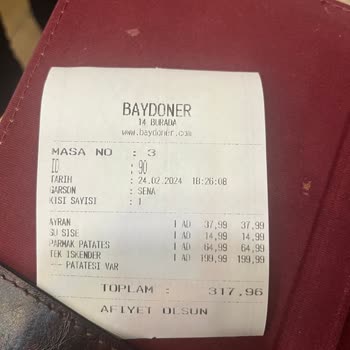 BAYDONER
14 BURADA
www.baydoner.com
MASA NO : 3
ID : 90
TARIH : 24.02.2024 18:26:08
GARSON : SENA
KISI SAYISI : 1
AYRAN 1 AD 37,99 37,99
SU SISE 1 AD 14,99 14,99
PARMAK PATATES 1 AD 64,99 64,99
TEK ISKENDER 1 AD 199,99 199,99
--- PATATESI VAR
TOPLAM : 317,96
AFIYET OLSUN